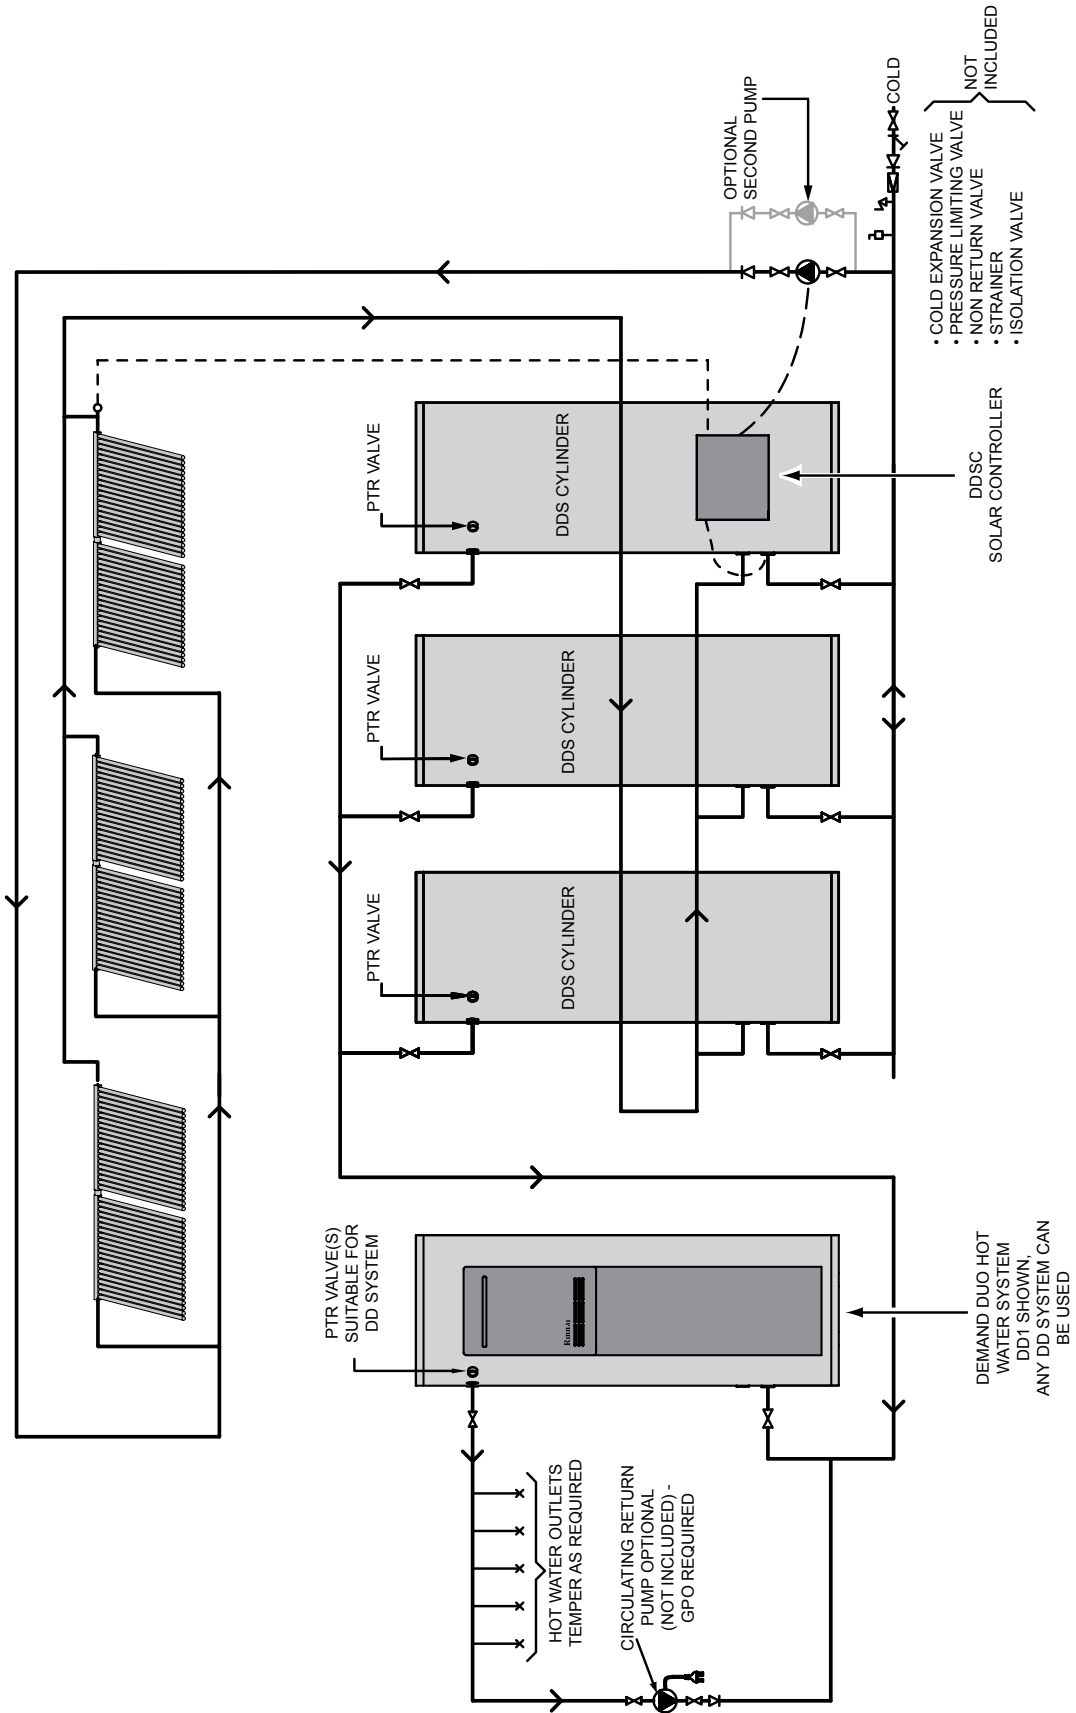 PTR VALVE(S)
SUITABLE FOR
DD SYSTEM
Rinnai
HOT WATER OUTLETS
TEMPER AS REQUIRED
CIRCULATING RETURN
PUMP OPTIONAL
(NOT INCLUDED) -
GPO REQUIRED
DEMAND DUO HOT
WATER SYSTEM
DD1 SHOWN,
ANY DD SYSTEM CAN
BE USED
PTR VALVE
DDS CYLINDER
PTR VALVE
DDS CYLINDER
PTR VALVE
DDS CYLINDER
DDSC
SOLAR CONTROLLER
OPTIONAL
SECOND PUMP
COLD
• COLD EXPANSION VALVE
• PRESSURE LIMITING VALVE
• NON RETURN VALVE
• STRAINER
• ISOLATION VALVE
NOT
INCLUDED